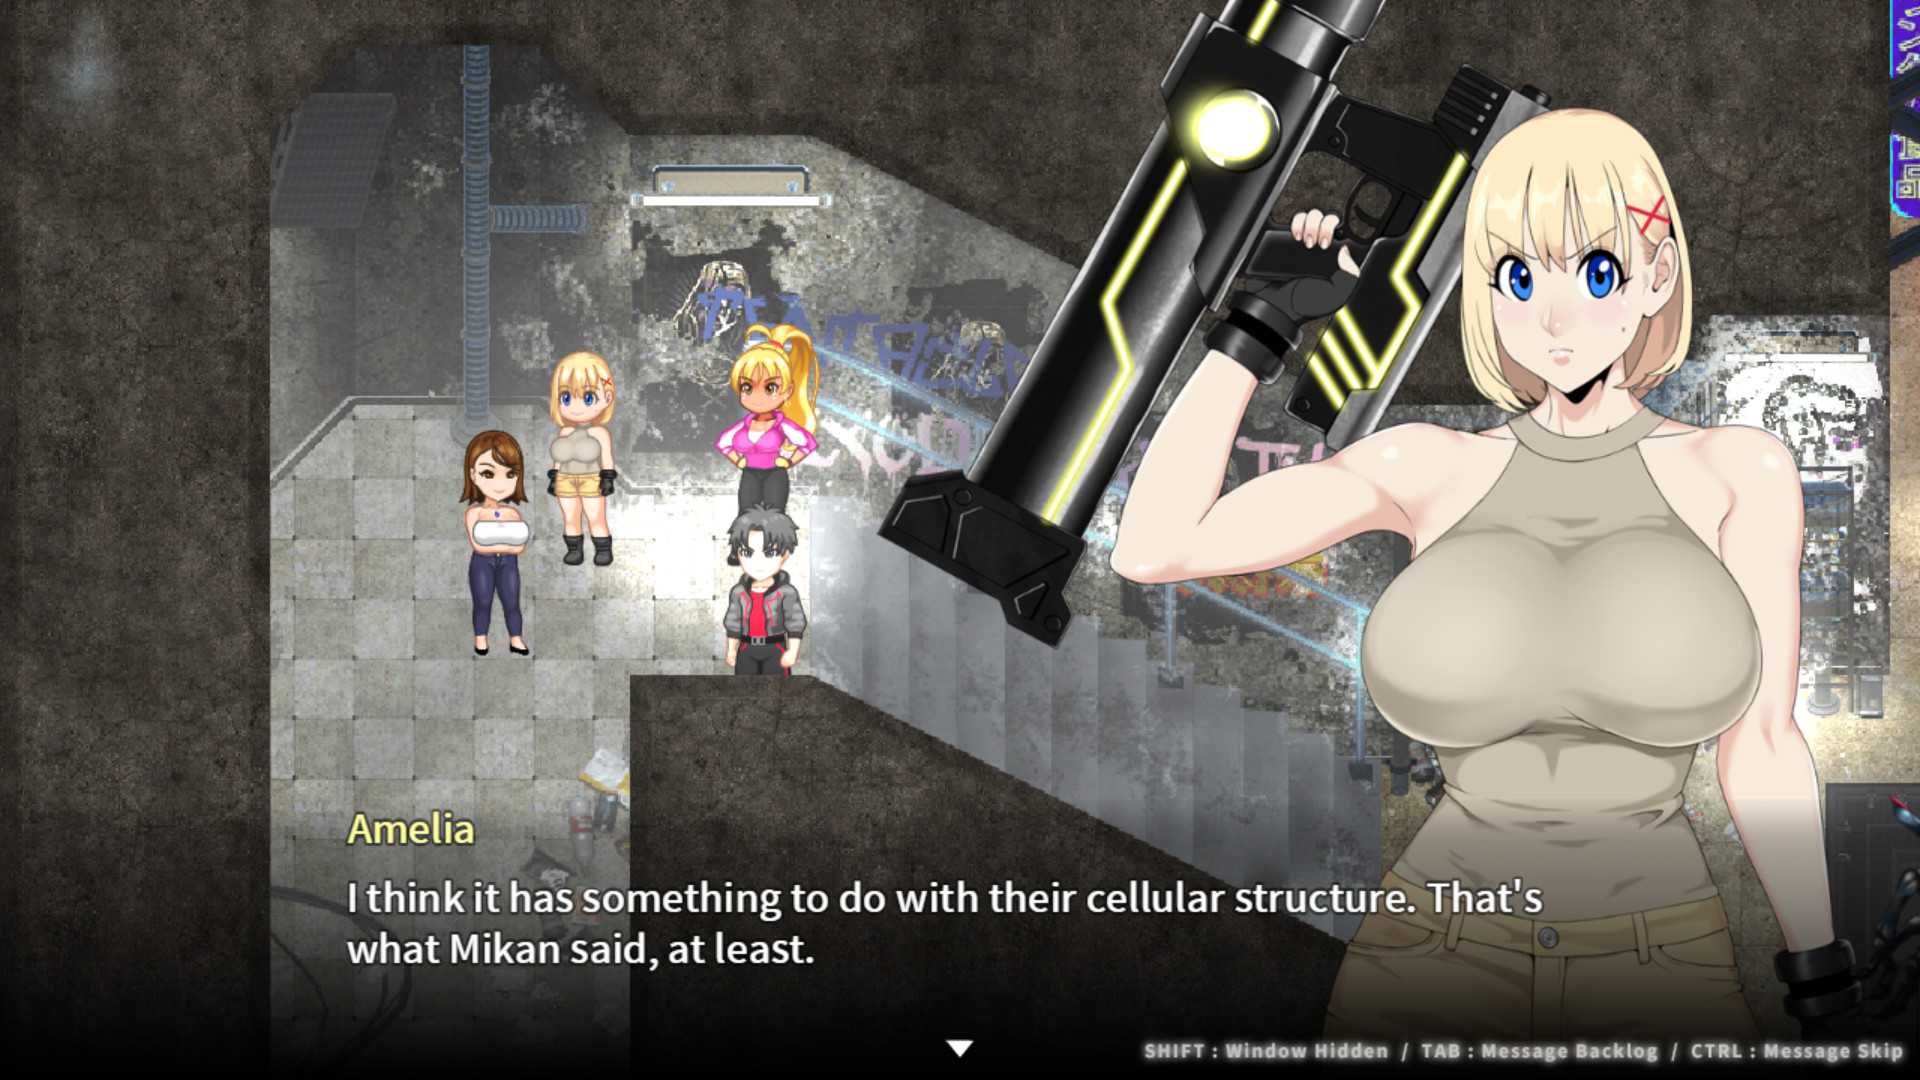 Amelia
I think it has something to do with their cellular structure. That's
what Mikan said, at least.
SHIFT : Window Hidden / TAB : Message Backlog / CTRL : Message Skip